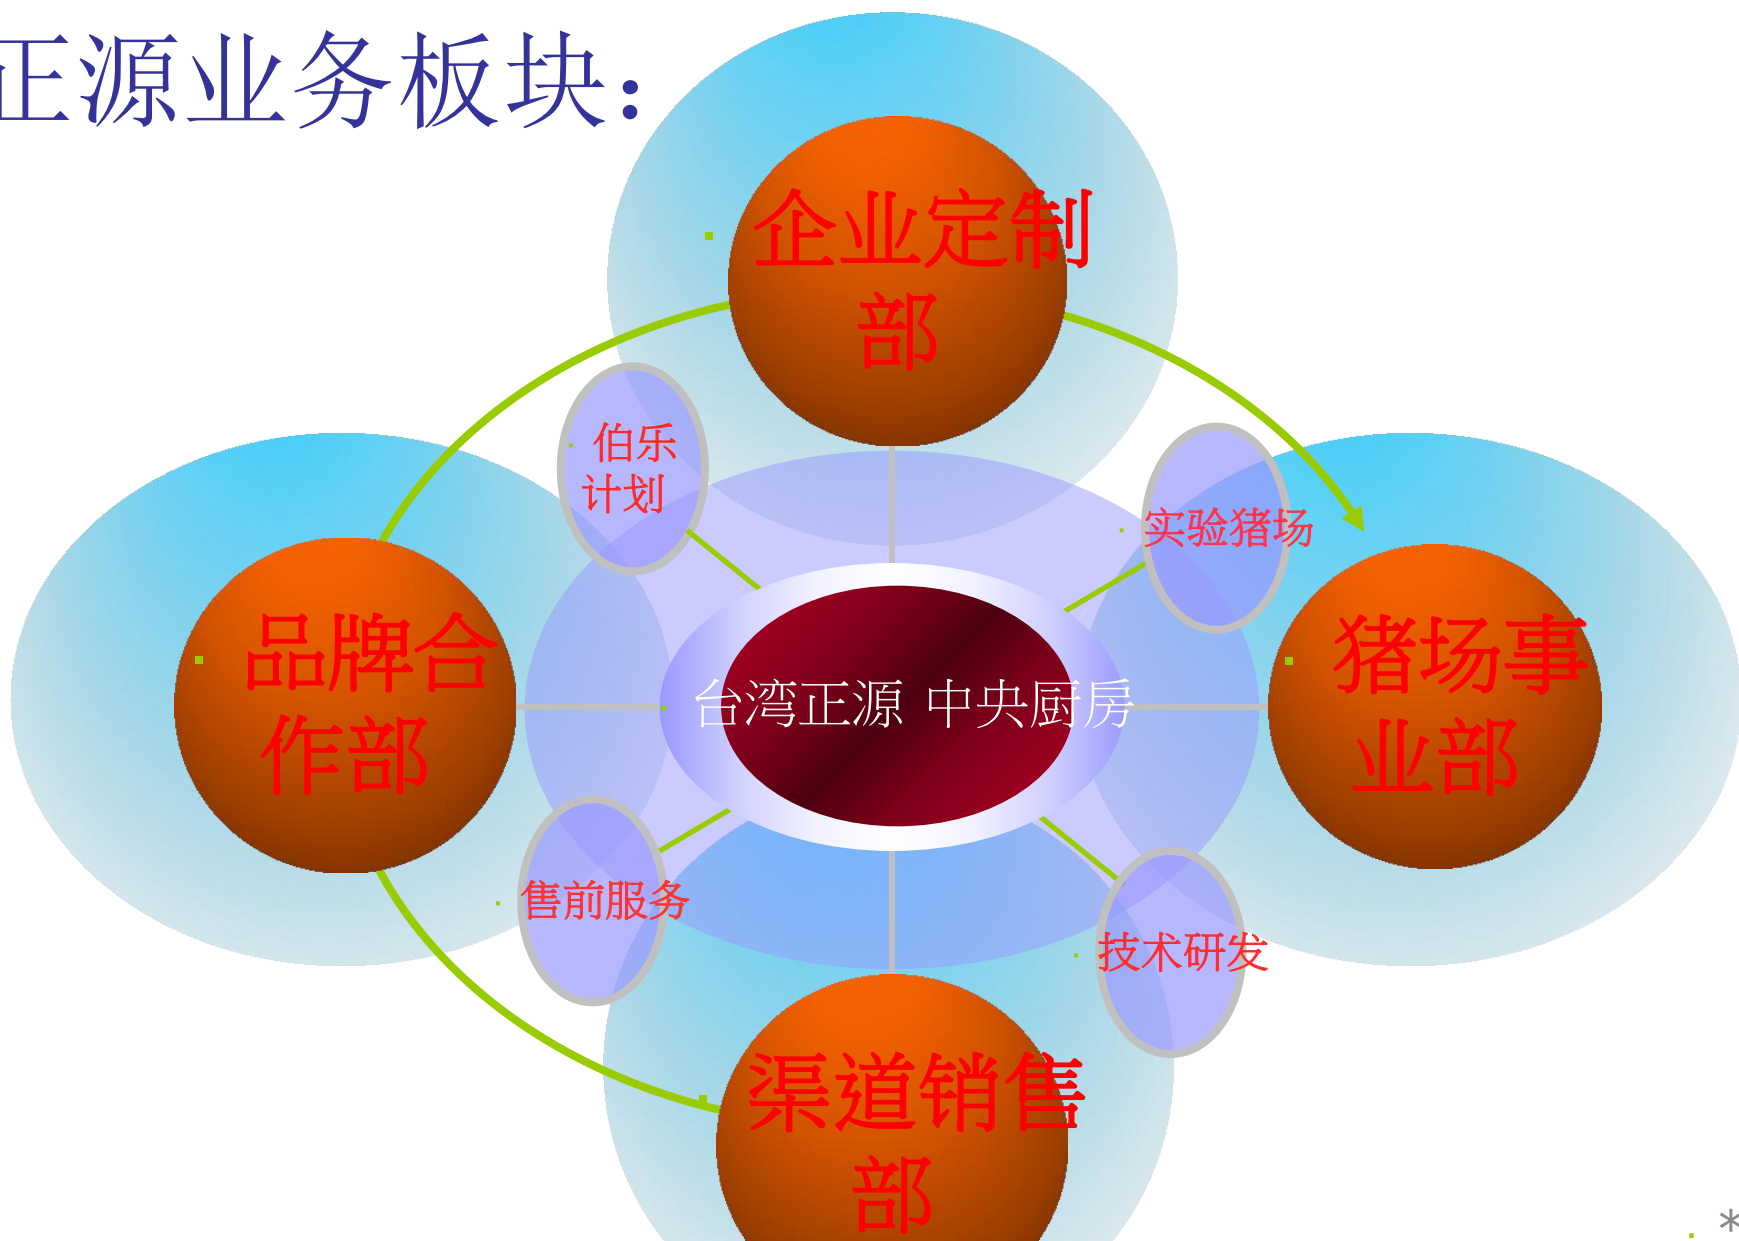 正源业务板块：
企业定制
部
伯乐
计划
实验猪场
品牌合
作部
台湾正源 中央厨房
猪场事
业部
售前服务
技术研发
渠道销售
部
*